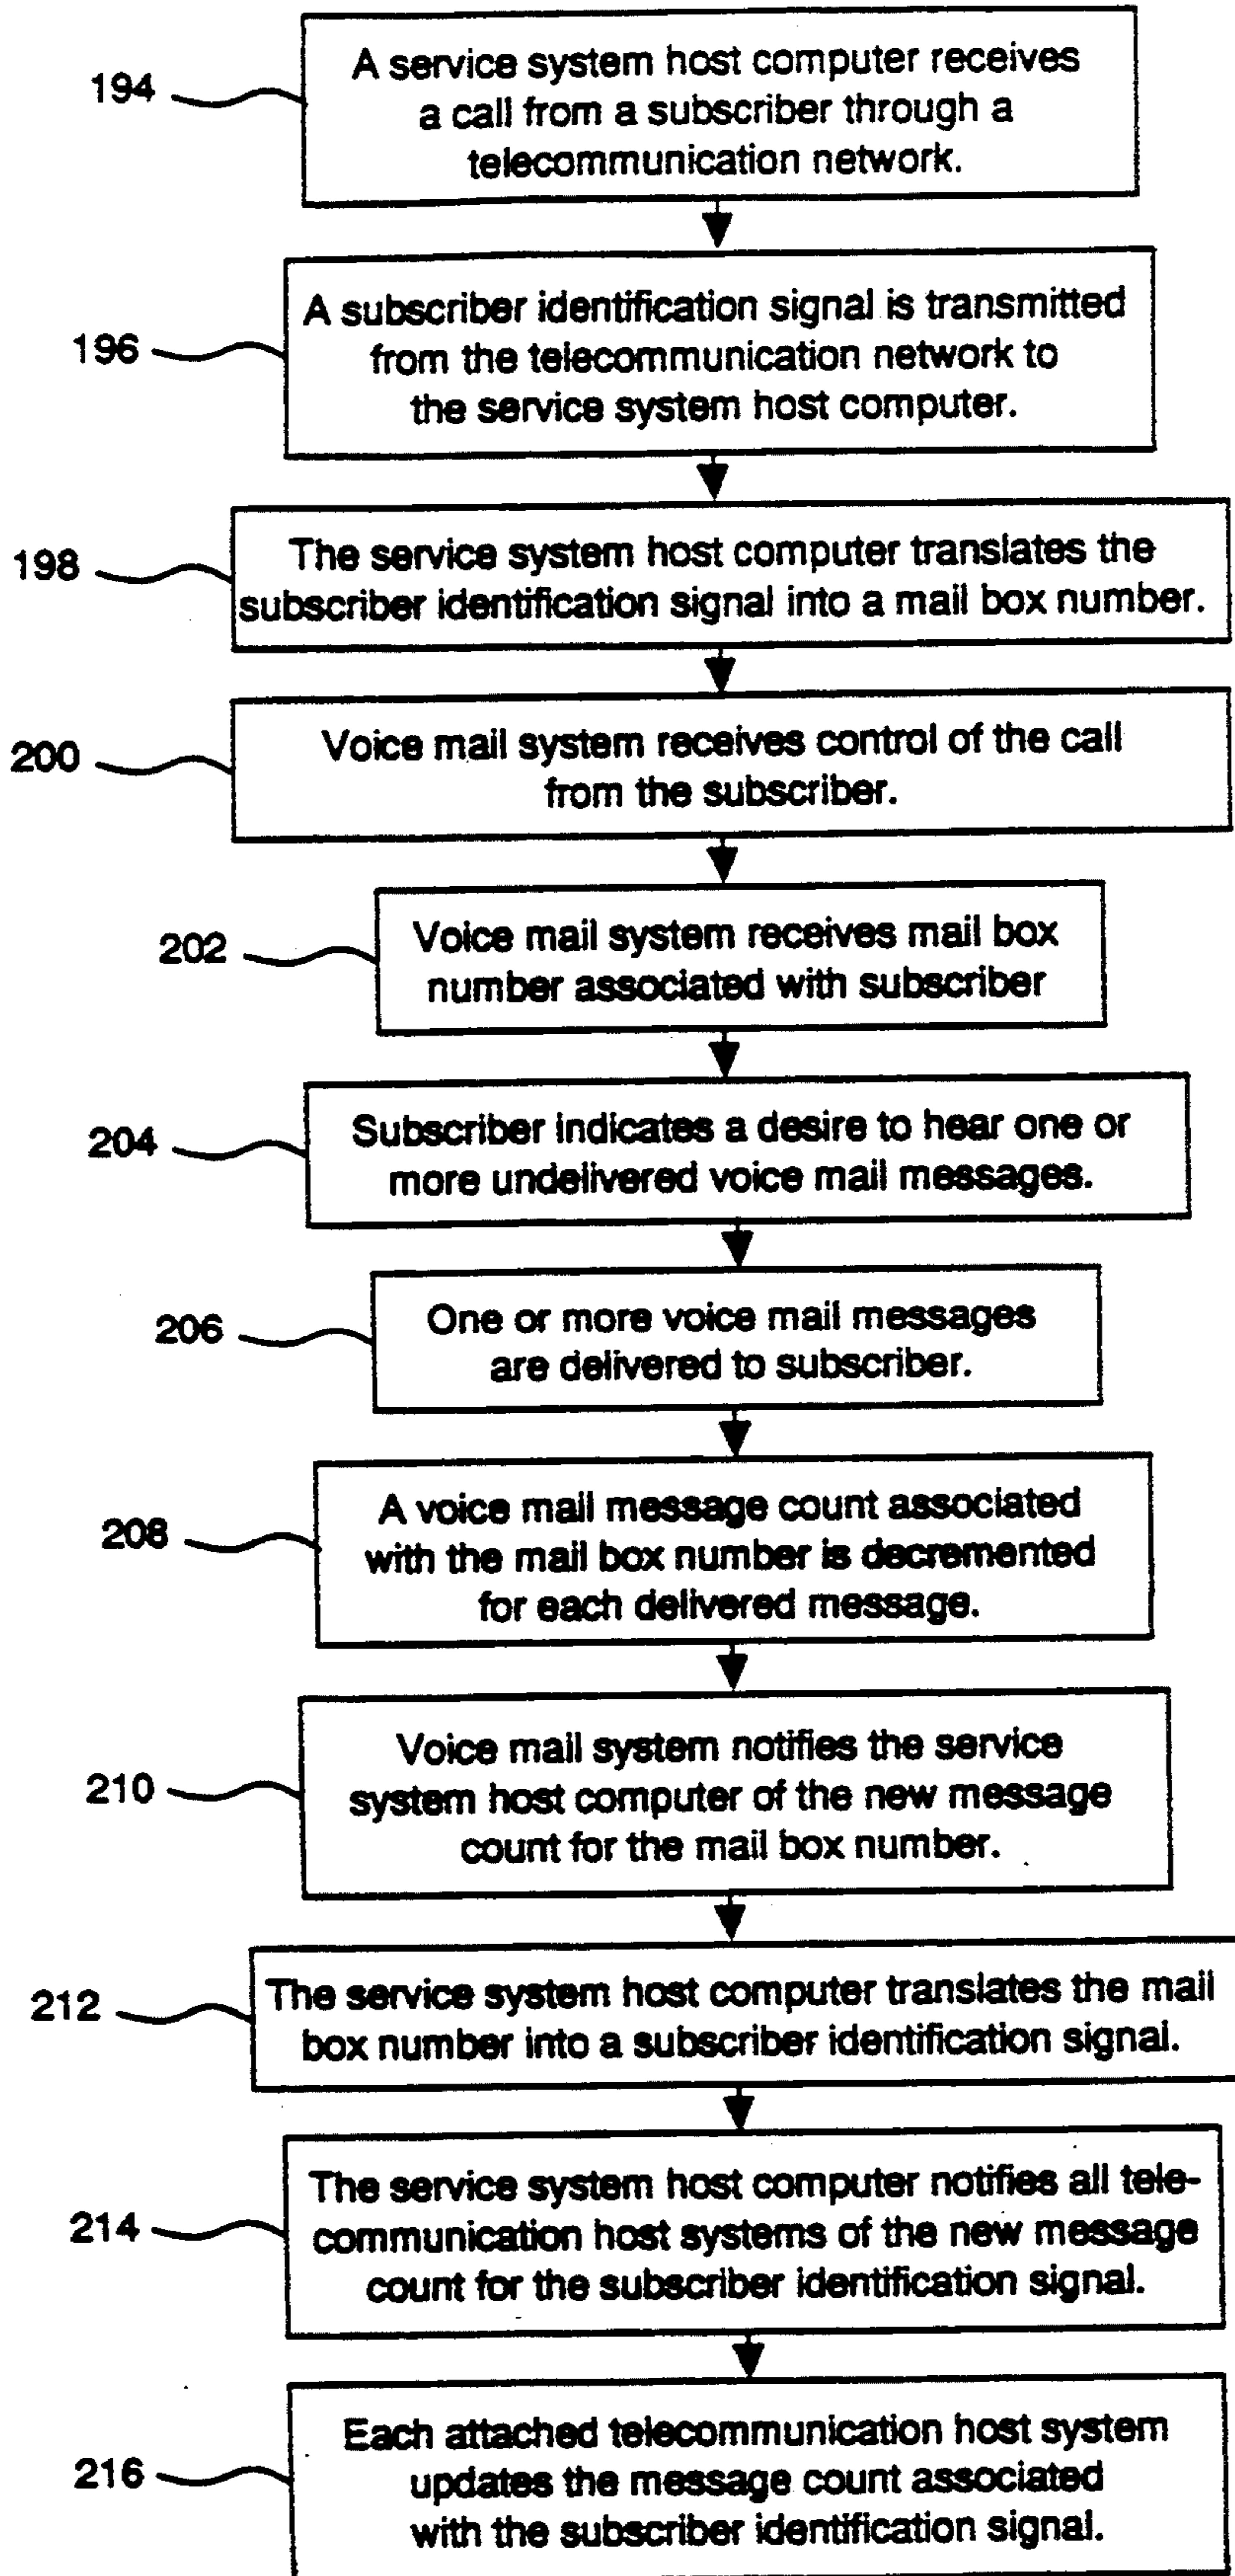 194
A service system host computer receives
a call from a subscriber through a
telecommunication network.
196
A subscriber identification signal is transmitted
from the telecommunication network to
the service system host computer.
198
The service system host computer translates the
subscriber identification signal into a mail box number.
200
Voice mail system receives control of the call
from the subscriber.
202
Voice mail system receives mail box
number associated with subscriber
204
Subscriber indicates a desire to hear one or
more undelivered voice mail messages.
206
One or more voice mail messages
are delivered to subscriber.
208
A voice mail message count associated
with the mail box number is decremented
for each delivered message.
210
Voice mail system notifies the service
system host computer of the new message
count for the mail box number.
212
The service system host computer translates the mail
box number into a subscriber identification signal.
214
The service system host computer notifies all tele-
communication host systems of the new message
count for the subscriber identification signal.
216
Each attached telecommunication host system
updates the message count associated
with the subscriber identification signal.